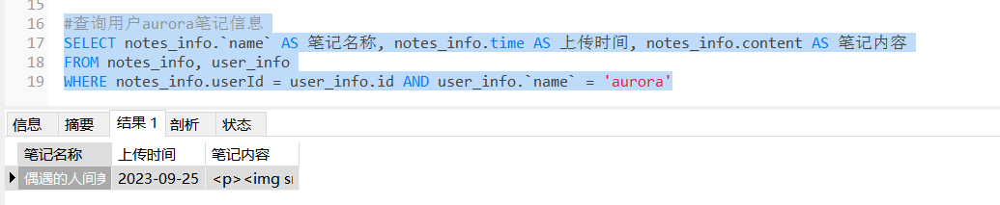 15
16 #查询用户aurora笔记信息
17 SELECT notes_info.`name` AS 笔记名称, notes_info.time AS 上传时间, notes_info.content AS 笔记内容
18 FROM notes_info, user_info
19 WHERE notes_info.userId = user_info.id AND user_info.`name` = 'aurora'
信息 摘要 结果 1 剖析 状态
笔记名称 上传时间 笔记内容
偶遇的人间 2023-09-25 <p><img sr